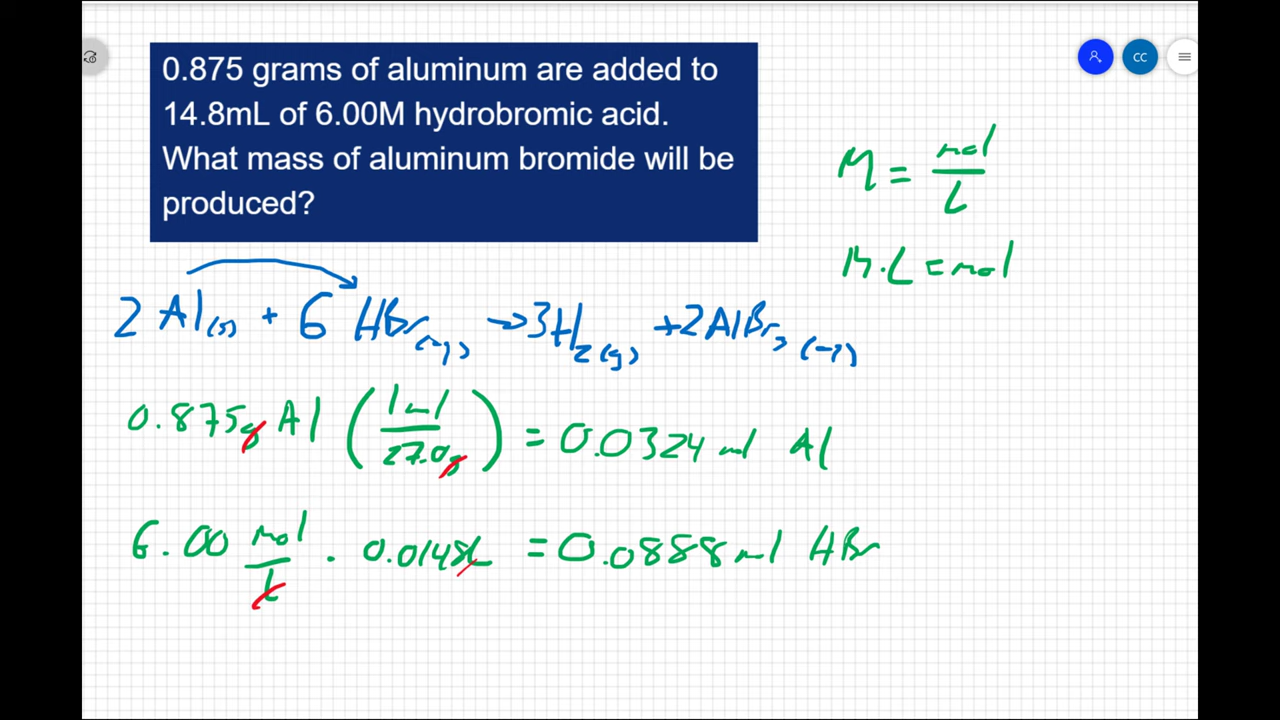 0.875 grams of aluminum are added to
14.8mL of 6.00M hydrobromic acid.
What mass of aluminum bromide will be
produced?
CC
M = mol/L
M·L = mol
2 Al(s) + 6 HBr(aq) → 3H2(g) + 2AlBr3(aq)
0.875g Al (1mol/27.0g) = 0.0324 mol Al
6.00 mol/L · 0.0148L = 0.0888 mol HBr